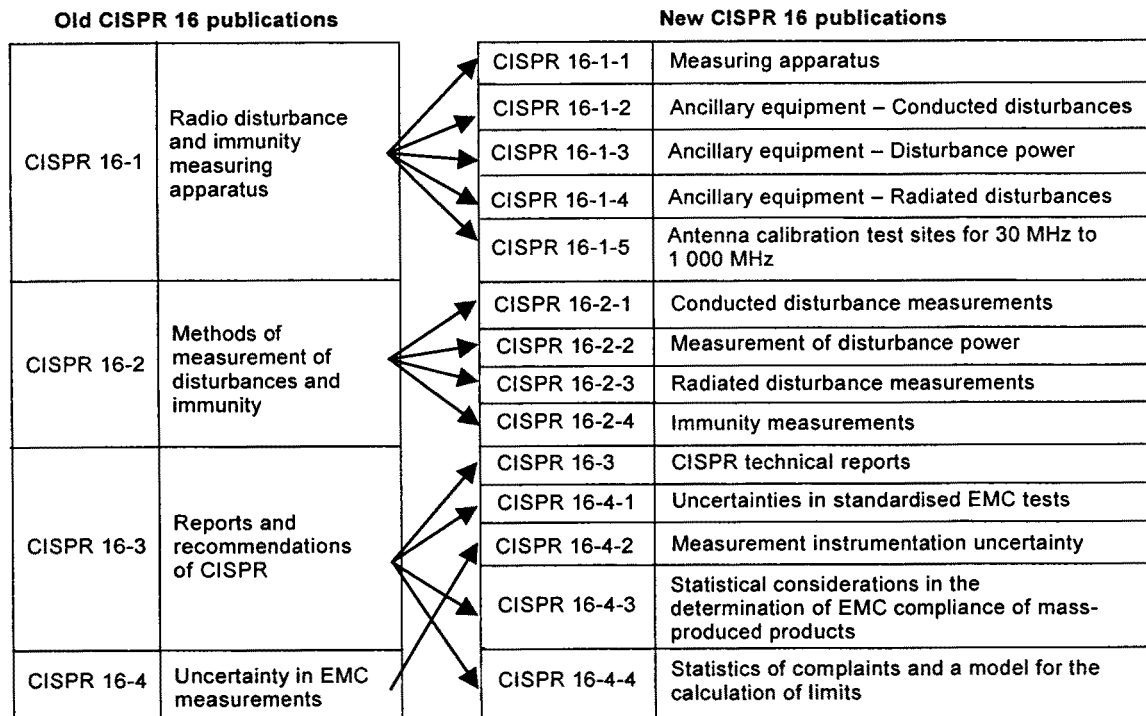 Old CISPR 16 publications
New CISPR 16 publications
CISPR 16-1
Radio disturbance
and immunity
measuring
apparatus
CISPR 16-2
Methods of
measurement of
disturbances and
immunity
CISPR 16-3
Reports and
recommendations
of CISPR
CISPR 16-4
Uncertainty in EMC
measurements
CISPR 16-1-1
Measuring apparatus
CISPR 16-1-2
Ancillary equipment – Conducted disturbances
CISPR 16-1-3
Ancillary equipment – Disturbance power
CISPR 16-1-4
Ancillary equipment – Radiated disturbances
CISPR 16-1-5
Antenna calibration test sites for 30 MHz to
1 000 MHz
CISPR 16-2-1
Conducted disturbance measurements
CISPR 16-2-2
Measurement of disturbance power
CISPR 16-2-3
Radiated disturbance measurements
CISPR 16-2-4
Immunity measurements
CISPR 16-3
CISPR technical reports
CISPR 16-4-1
Uncertainties in standardised EMC tests
CISPR 16-4-2
Measurement instrumentation uncertainty
CISPR 16-4-3
Statistical considerations in the
determination of EMC compliance of mass-
produced products
CISPR 16-4-4
Statistics of complaints and a model for the
calculation of limits